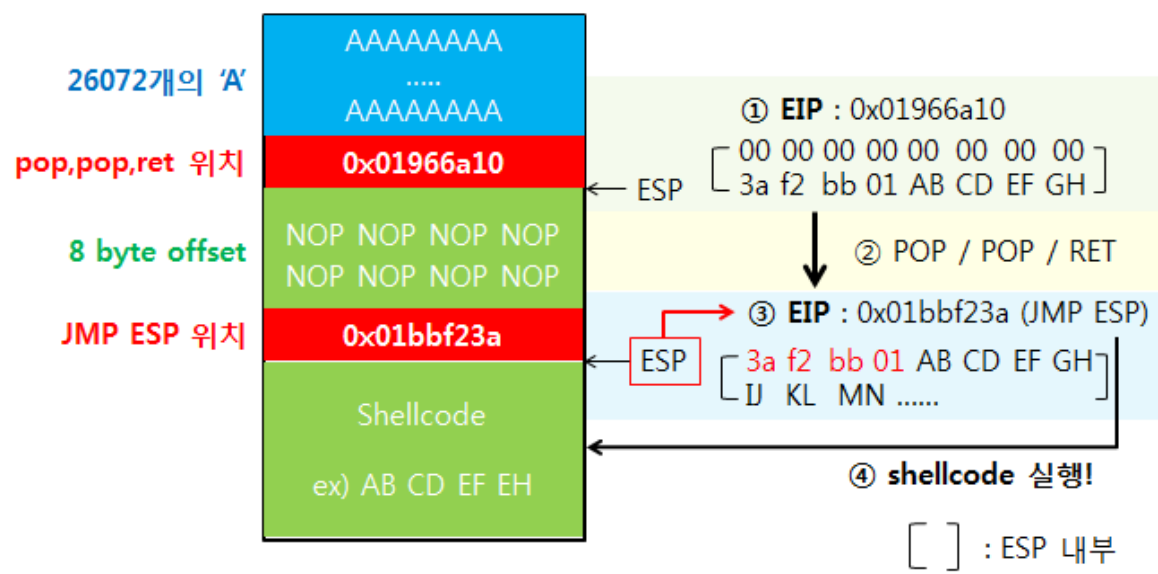 26072개의 ‘A’
pop,pop,ret 위치
8 byte offset
JMP ESP 위치
AAAAAAAA
.....
AAAAAAAA
0x01966a10
NOP NOP NOP NOP
NOP NOP NOP NOP
0x01bbf23a
Shellcode
ex) AB CD EF EH
ESP
ESP
① EIP : 0x01966a10
00 00 00 00 00 00 00 00
3a f2 bb 01 AB CD EF GH
② POP / POP / RET
③ EIP : 0x01bbf23a (JMP ESP)
3a f2 bb 01 AB CD EF GH
IJ KL MN ......
④ shellcode 실행!
[ ] : ESP 내부